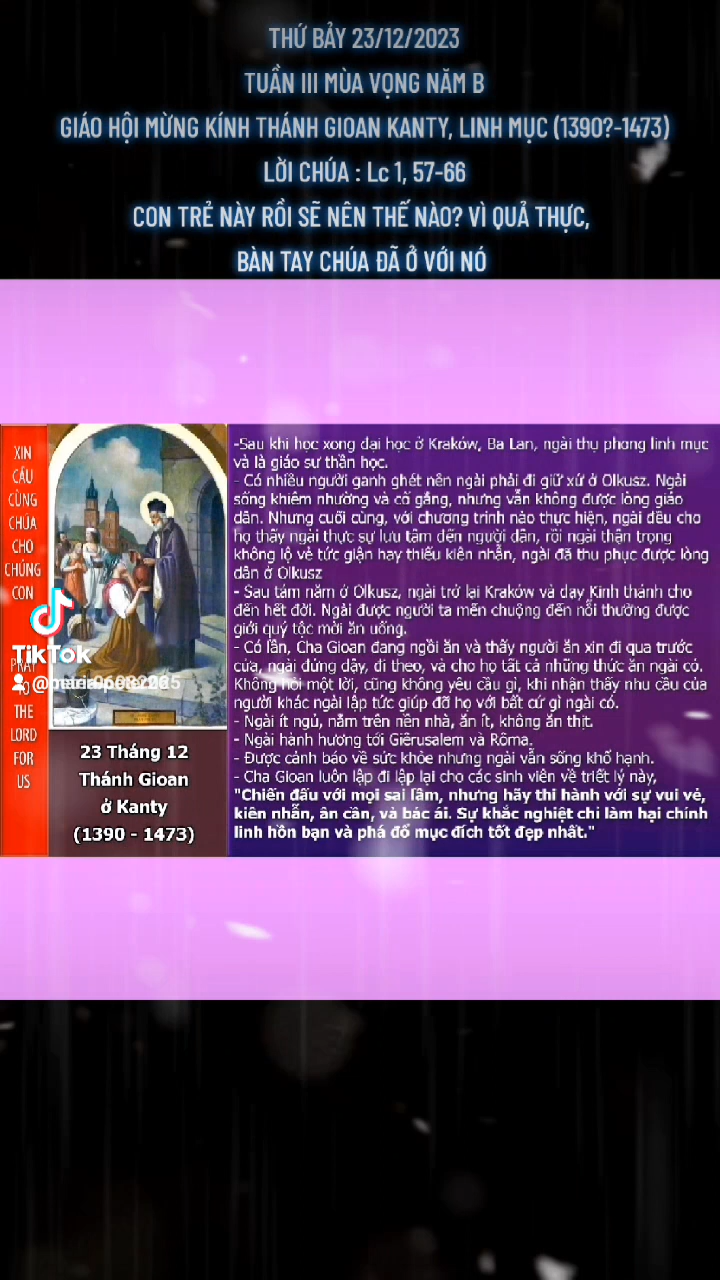 THỨ BẢY 23/12/2023
TUẦN III MÙA VỌNG NĂM B
GIÁO HỘI MỪNG KÍNH THÁNH GIOAN KANTY, LINH MỤC (1390?-1473)
LỜI CHÚA : Lc 1, 57-66
CON TRẺ NÀY RỒI SẼ NÊN THẾ NÀO? VÌ QUẢ THỰC,
BÀN TAY CHÚA ĐÃ Ở VỚI NÓ
XIN
CẦU
CÙNG
CHÚA
CHO
CHÚNG
CON
PRAY
TO
THE
LORD
FOR
US
TikTok
23 Tháng 12
Thánh Gioan
ở Kanty
(1390 - 1473)
-Sau khi học xong đại học ở Kraków, Ba Lan, ngài thụ phong linh mục
và là giáo sư thần học.
- Có nhiều người ganh ghét nên ngài phải đi giữ xứ ở Olkusz. Ngài
sống khiêm nhường và cố gắng, nhưng vẫn không được lòng giáo
dân. Nhưng cuối cùng, với chương trình nào thực hiện, ngài đều cho
họ thấy ngài thực sự lưu tâm đến người dân, rồi ngài thận trọng
không lộ vẻ tức giận hay thiếu kiên nhẫn, ngài đã thu phục được lòng
dân ở Olkusz
- Sau tám năm ở Olkusz, ngài trở lại Kraków và dạy Kinh thánh cho
đến hết đời. Ngài được người ta mến chuộng đến nỗi thường được
giới quý tộc mời ăn uống.
- Có lần, Cha Gioan đang ngồi ăn và thấy người ăn xin đi qua trước
cửa, ngài đứng dậy, đi theo, và cho họ tất cả những thức ăn ngài có.
Không hỏi một lời, cũng không yêu cầu gì, khi nhận thấy nhu cầu của
người khác ngài lập tức giúp đỡ họ với bất cứ gì ngài có.
- Ngài ít ngủ, nằm trên nền nhà, ăn ít, không ăn thịt.
- Ngài hành hương tới Giêrusalem và Rôma.
- Được cảnh báo về sức khỏe nhưng ngài vẫn sống khổ hạnh.
- Cha Gioan luôn lập đi lập lại cho các sinh viên về triết lý này,
"Chiến đấu với mọi sai lầm, nhưng hãy thi hành với sự vui vẻ,
kiên nhẫn, ân cần, và bác ái. Sự khắc nghiệt chỉ làm hại chính
linh hồn bạn và phá đổ mục đích tốt đẹp nhất."